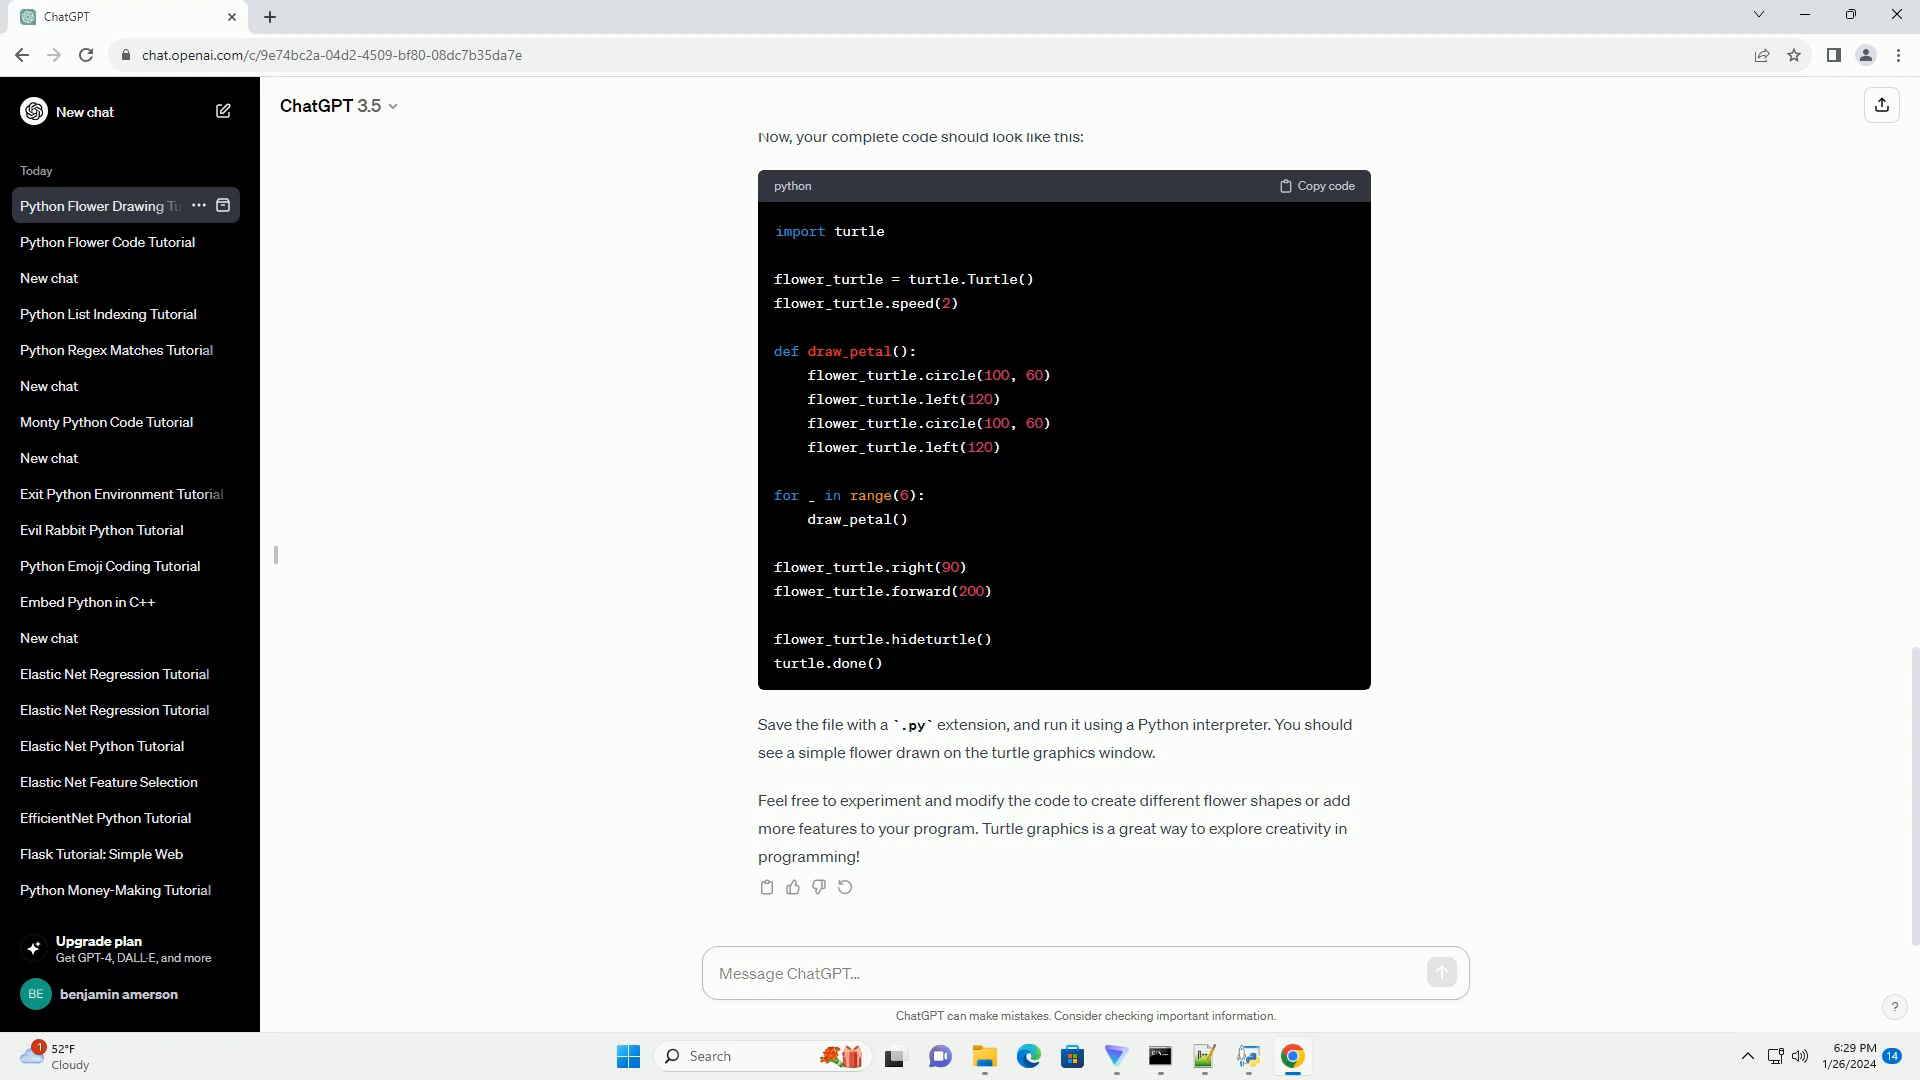 ChatGPT
chat.openai.com/c/9e74bc2a-04d2-4509-bf80-08dc7b35da7e
New chat
ChatGPT 3.5
Today
Python Flower Drawing Tu
Python Flower Code Tutorial
New chat
Python List Indexing Tutorial
Python Regex Matches Tutorial
New chat
Monty Python Code Tutorial
New chat
Exit Python Environment Tutorial
Evil Rabbit Python Tutorial
Python Emoji Coding Tutorial
Embed Python in C++
New chat
Elastic Net Regression Tutorial
Elastic Net Regression Tutorial
Elastic Net Python Tutorial
Elastic Net Feature Selection
EfficientNet Python Tutorial
Flask Tutorial: Simple Web
Python Money-Making Tutorial
Upgrade plan
Get GPT-4, DALL·E, and more
BE benjamin amerson
Now, your complete code should look like this:
python Copy code
import turtle
flower_turtle = turtle.Turtle()
flower_turtle.speed(2)
def draw_petal():
    flower_turtle.circle(100, 60)
    flower_turtle.left(120)
    flower_turtle.circle(100, 60)
    flower_turtle.left(120)
for _ in range(6):
    draw_petal()
flower_turtle.right(90)
flower_turtle.forward(200)
flower_turtle.hideturtle()
turtle.done()
Save the file with a `.py` extension, and run it using a Python interpreter. You should
see a simple flower drawn on the turtle graphics window.
Feel free to experiment and modify the code to create different flower shapes or add
more features to your program. Turtle graphics is a great way to explore creativity in
programming!
Message ChatGPT...
ChatGPT can make mistakes. Consider checking important information.
?
1
52°F
Cloudy
Search
6:29 PM
1/26/2024
14